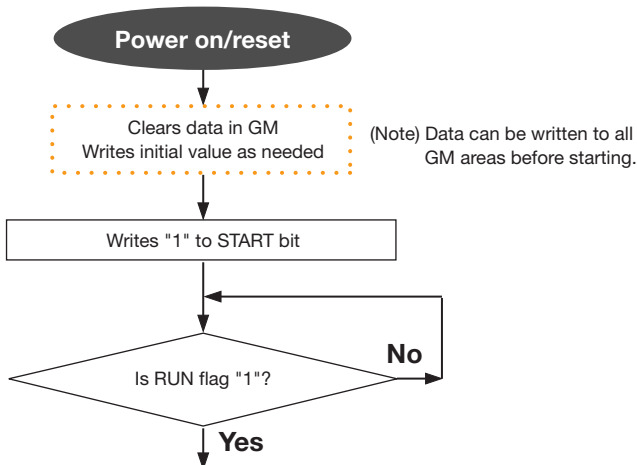 Power on/reset
Clears data in GM
Writes initial value as needed
(Note) Data can be written to all
GM areas before starting.
Writes "1" to START bit
No
Is RUN flag "1"?
Yes